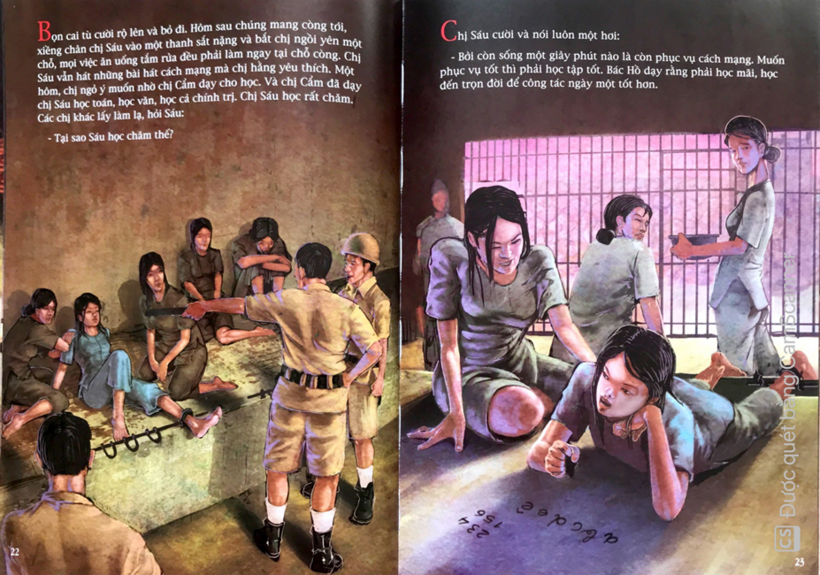 Bọn cai tù cười rộ lên và bỏ đi. Hôm sau chúng mang còng tới,
xiềng chân chị Sáu vào một thanh sắt nặng và bắt chị ngồi yên một
chỗ, mọi việc ăn uống tắm rửa đều phải làm ngay tại chỗ còng. Chị
Sáu vẫn hát những bài hát cách mạng mà chị hằng yêu thích. Một
hôm, chị ngỏ ý muốn nhờ chị Cẩm dạy cho học. Và chị Cẩm đã dạy
chị Sáu học toán, học văn, học cả chính trị. Chị Sáu học rất chăm.
Các chị khác lấy làm lạ, hỏi Sáu:
- Tại sao Sáu học chăm thế?
22
Chị Sáu cười và nói luôn một hơi:
- Bởi còn sống một giây phút nào là còn phục vụ cách mạng. Muốn
phục vụ tốt thì phải học tập tốt. Bác Hồ dạy rằng phải học mãi, học
đến trọn đời để công tác ngày một tốt hơn.
234
156
23
CS Được quét bằng CamScanner